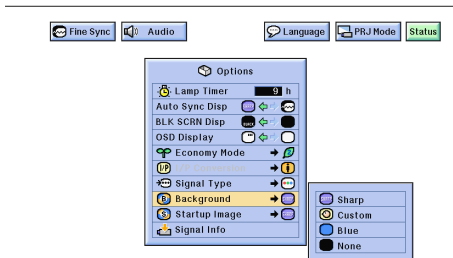 Fine Sync Audio Language PRJ Mode Status
Options
Lamp Timer 9 h
Auto Sync Disp
BLK SCRN Disp
OSD Display
Economy Mode
I/P
Signal Type
Background
Startup Image
Signal Info
Sharp
Custom
Blue
None